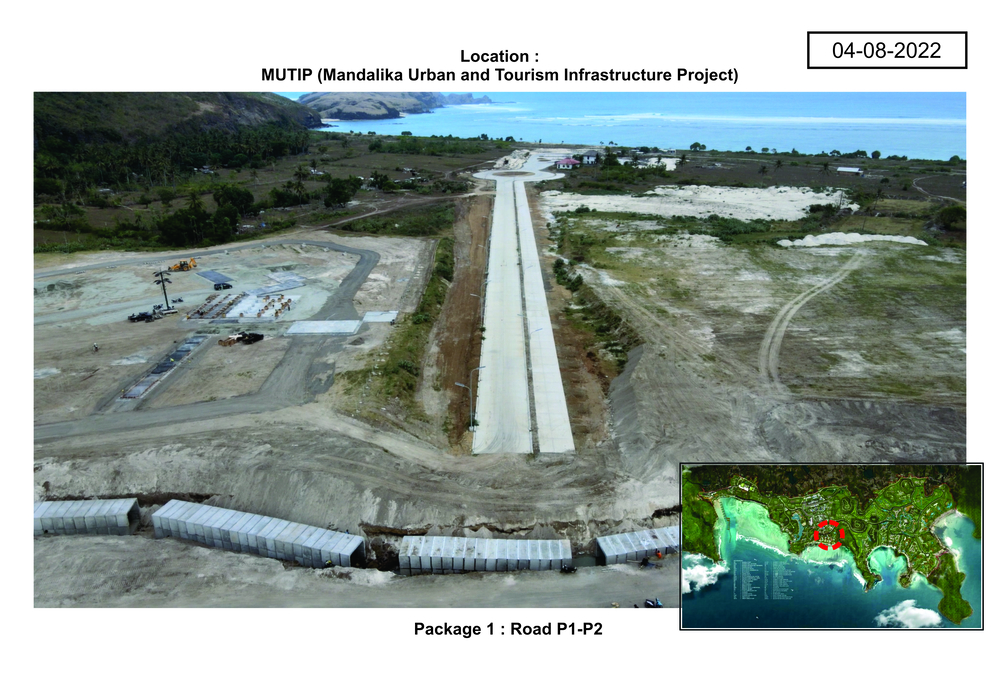 04-08-2022
Location :
MUTIP (Mandalika Urban and Tourism Infrastructure Project)
Package 1 : Road P1-P2